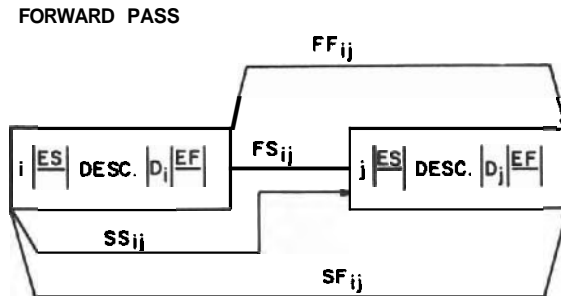 FORWARD PASS
FF_ij
i |ES| DESC. |D_i|EF| FS_ij j |ES| DESC. |D_j|EF|
SS_ij
SF_ij